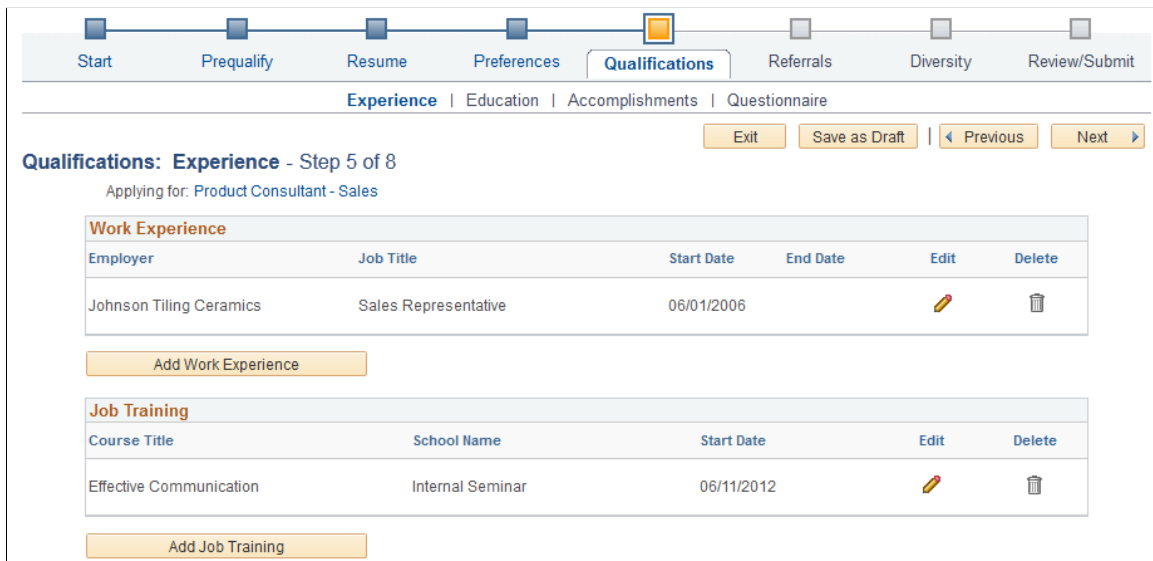 Start Prequalify Resume Preferences Qualifications Referrals Diversity Review/Submit
Experience | Education | Accomplishments | Questionnaire
Exit Save as Draft | Previous Next
Qualifications: Experience - Step 5 of 8
Applying for: Product Consultant - Sales
Work Experience
Employer Job Title Start Date End Date Edit Delete
Johnson Tiling Ceramics Sales Representative 06/01/2006
Add Work Experience
Job Training
Course Title School Name Start Date Edit Delete
Effective Communication Internal Seminar 06/11/2012
Add Job Training